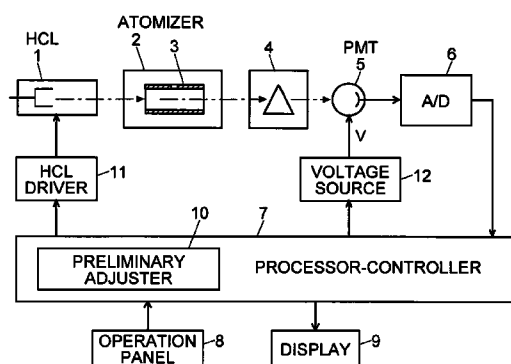 HCL
1
ATOMIZER
2
3
4
PMT
5
6
A/D
V
HCL
DRIVER
11
VOLTAGE
SOURCE
12
10
7
PRELIMINARY
ADJUSTER
PROCESSOR-CONTROLLER
OPERATION
PANEL
8
DISPLAY
9